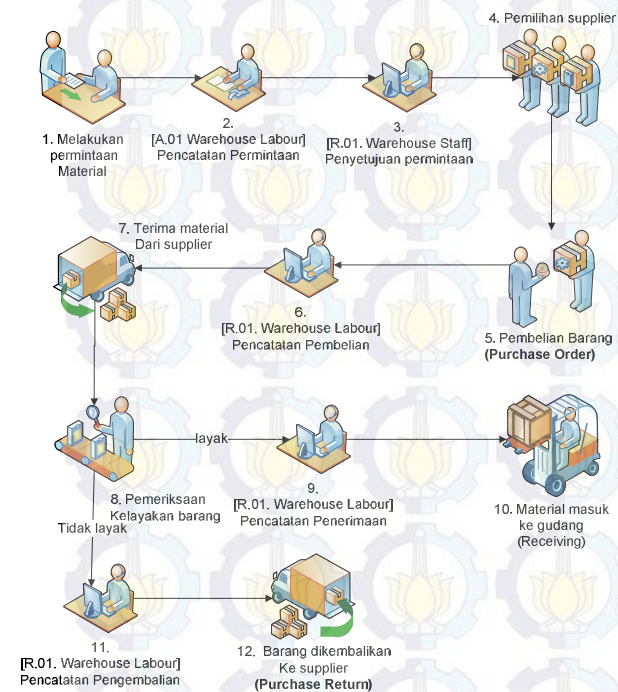 4. Pemilihan supplier
1. Melakukan
permintaan
Material
2.
[A.01 Warehouse Labour]
Pencatatan Permintaan
3.
[R.01. Warehouse Staff]
Penyetujuan permintaan
7. Terima material
Dari supplier
6.
[R.01. Warehouse Labour]
Pencatatan Pembelian
5. Pembelian Barang
(Purchase Order)
layak
8. Pemeriksaan
Kelayakan barang
Tidak layak
9.
[R.01. Warehouse Labour]
Pencatatan Penerimaan
10. Material masuk
ke gudang
(Receiving)
11.
[R.01. Warehouse Labour]
Pencatatan Pengembalian
12. Barang dikembalikan
Ke supplier
(Purchase Return)